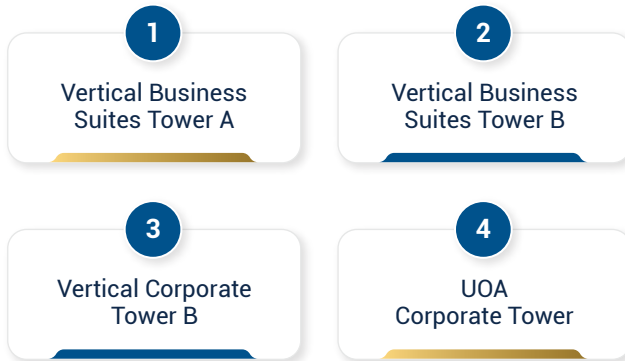 1
Vertical Business
Suites Tower A
2
Vertical Business
Suites Tower B
3
Vertical Corporate
Tower B
4
UOA
Corporate Tower